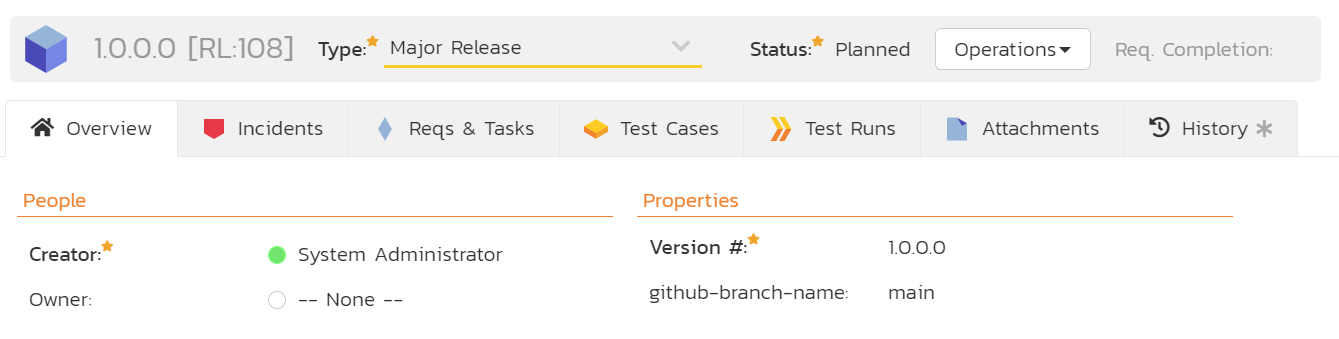 1.0.0.0 [RL:108] Type: Major Release Status: Planned Operations Req. Completion:
Overview Incidents Reqs & Tasks Test Cases Test Runs Attachments History
People
Creator: System Administrator
Owner: -- None --
Properties
Version #: 1.0.0.0
github-branch-name: main